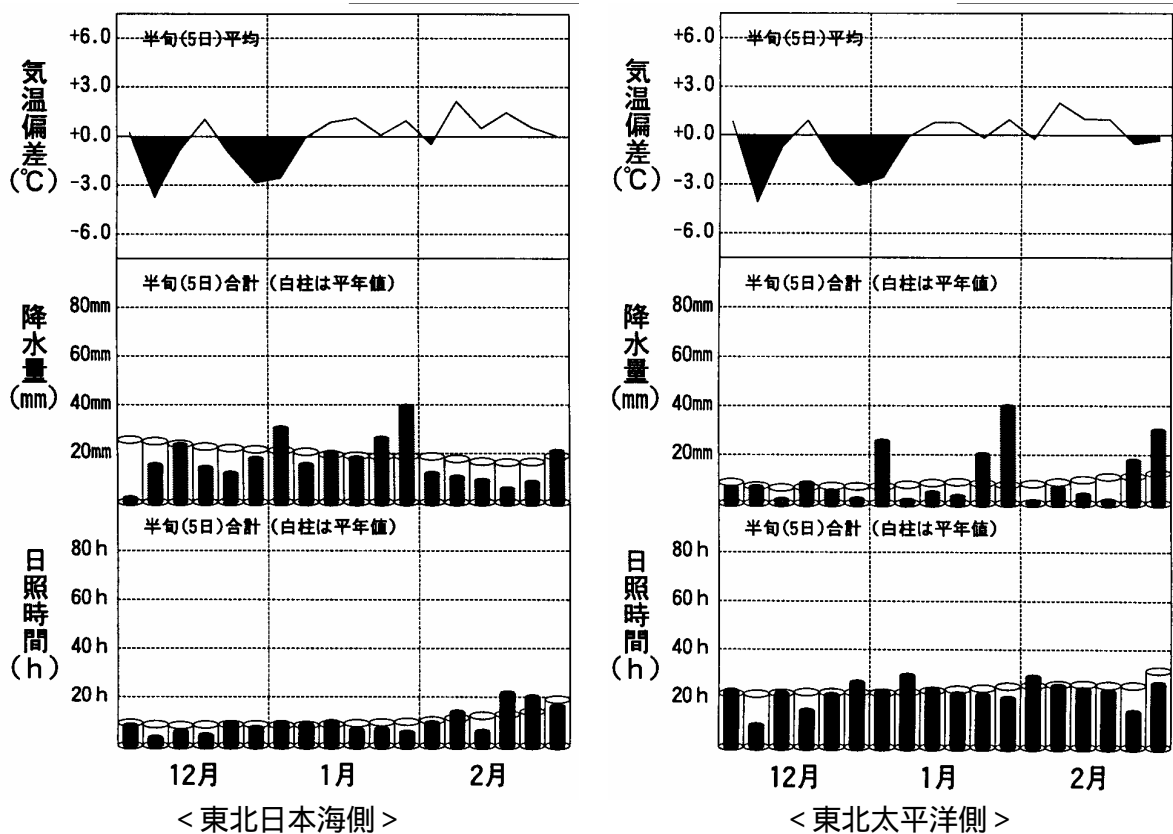 半旬(5日)平均
気温偏差
(℃)
+6.0
+3.0
+0.0
-3.0
-6.0
半旬(5日)合計 (白柱は平年値)
降水量
(mm)
80mm
60mm
40mm
20mm
半旬(5日)合計 (白柱は平年値)
日照時間
(h)
80h
60h
40h
20h
12月
1月
2月
<東北日本海側>
半旬(5日)平均
気温偏差
(℃)
+6.0
+3.0
+0.0
-3.0
-6.0
半旬(5日)合計 (白柱は平年値)
降水量
(mm)
80mm
60mm
40mm
20mm
半旬(5日)合計 (白柱は平年値)
日照時間
(h)
80h
60h
40h
20h
12月
1月
2月
<東北太平洋側>